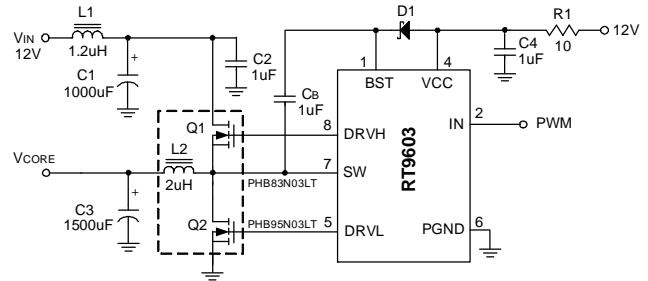 L1
VIN
12V
1.2uH
C1
1000uF
C2
1uF
CB
1uF
D1
R1
10
12V
C4
1uF
1
BST
4
VCC
2
IN
PWM
Q1
8
DRVH
RT9603
VCORE
L2
2uH
7
SW
PHB83N03LT
C3
1500uF
Q2
PHB95N03LT
5
DRVL
6
PGND
+
+